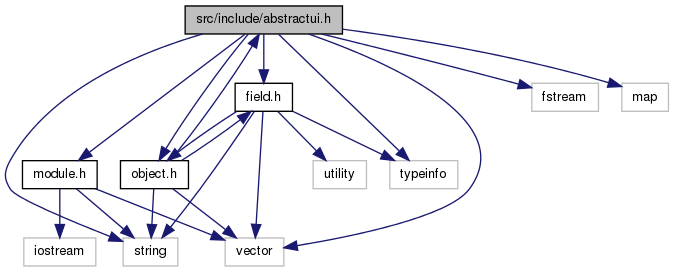 src/include/abstractui.h
field.h
fstream
map
module.h
object.h
utility
typeinfo
iostream
string
vector